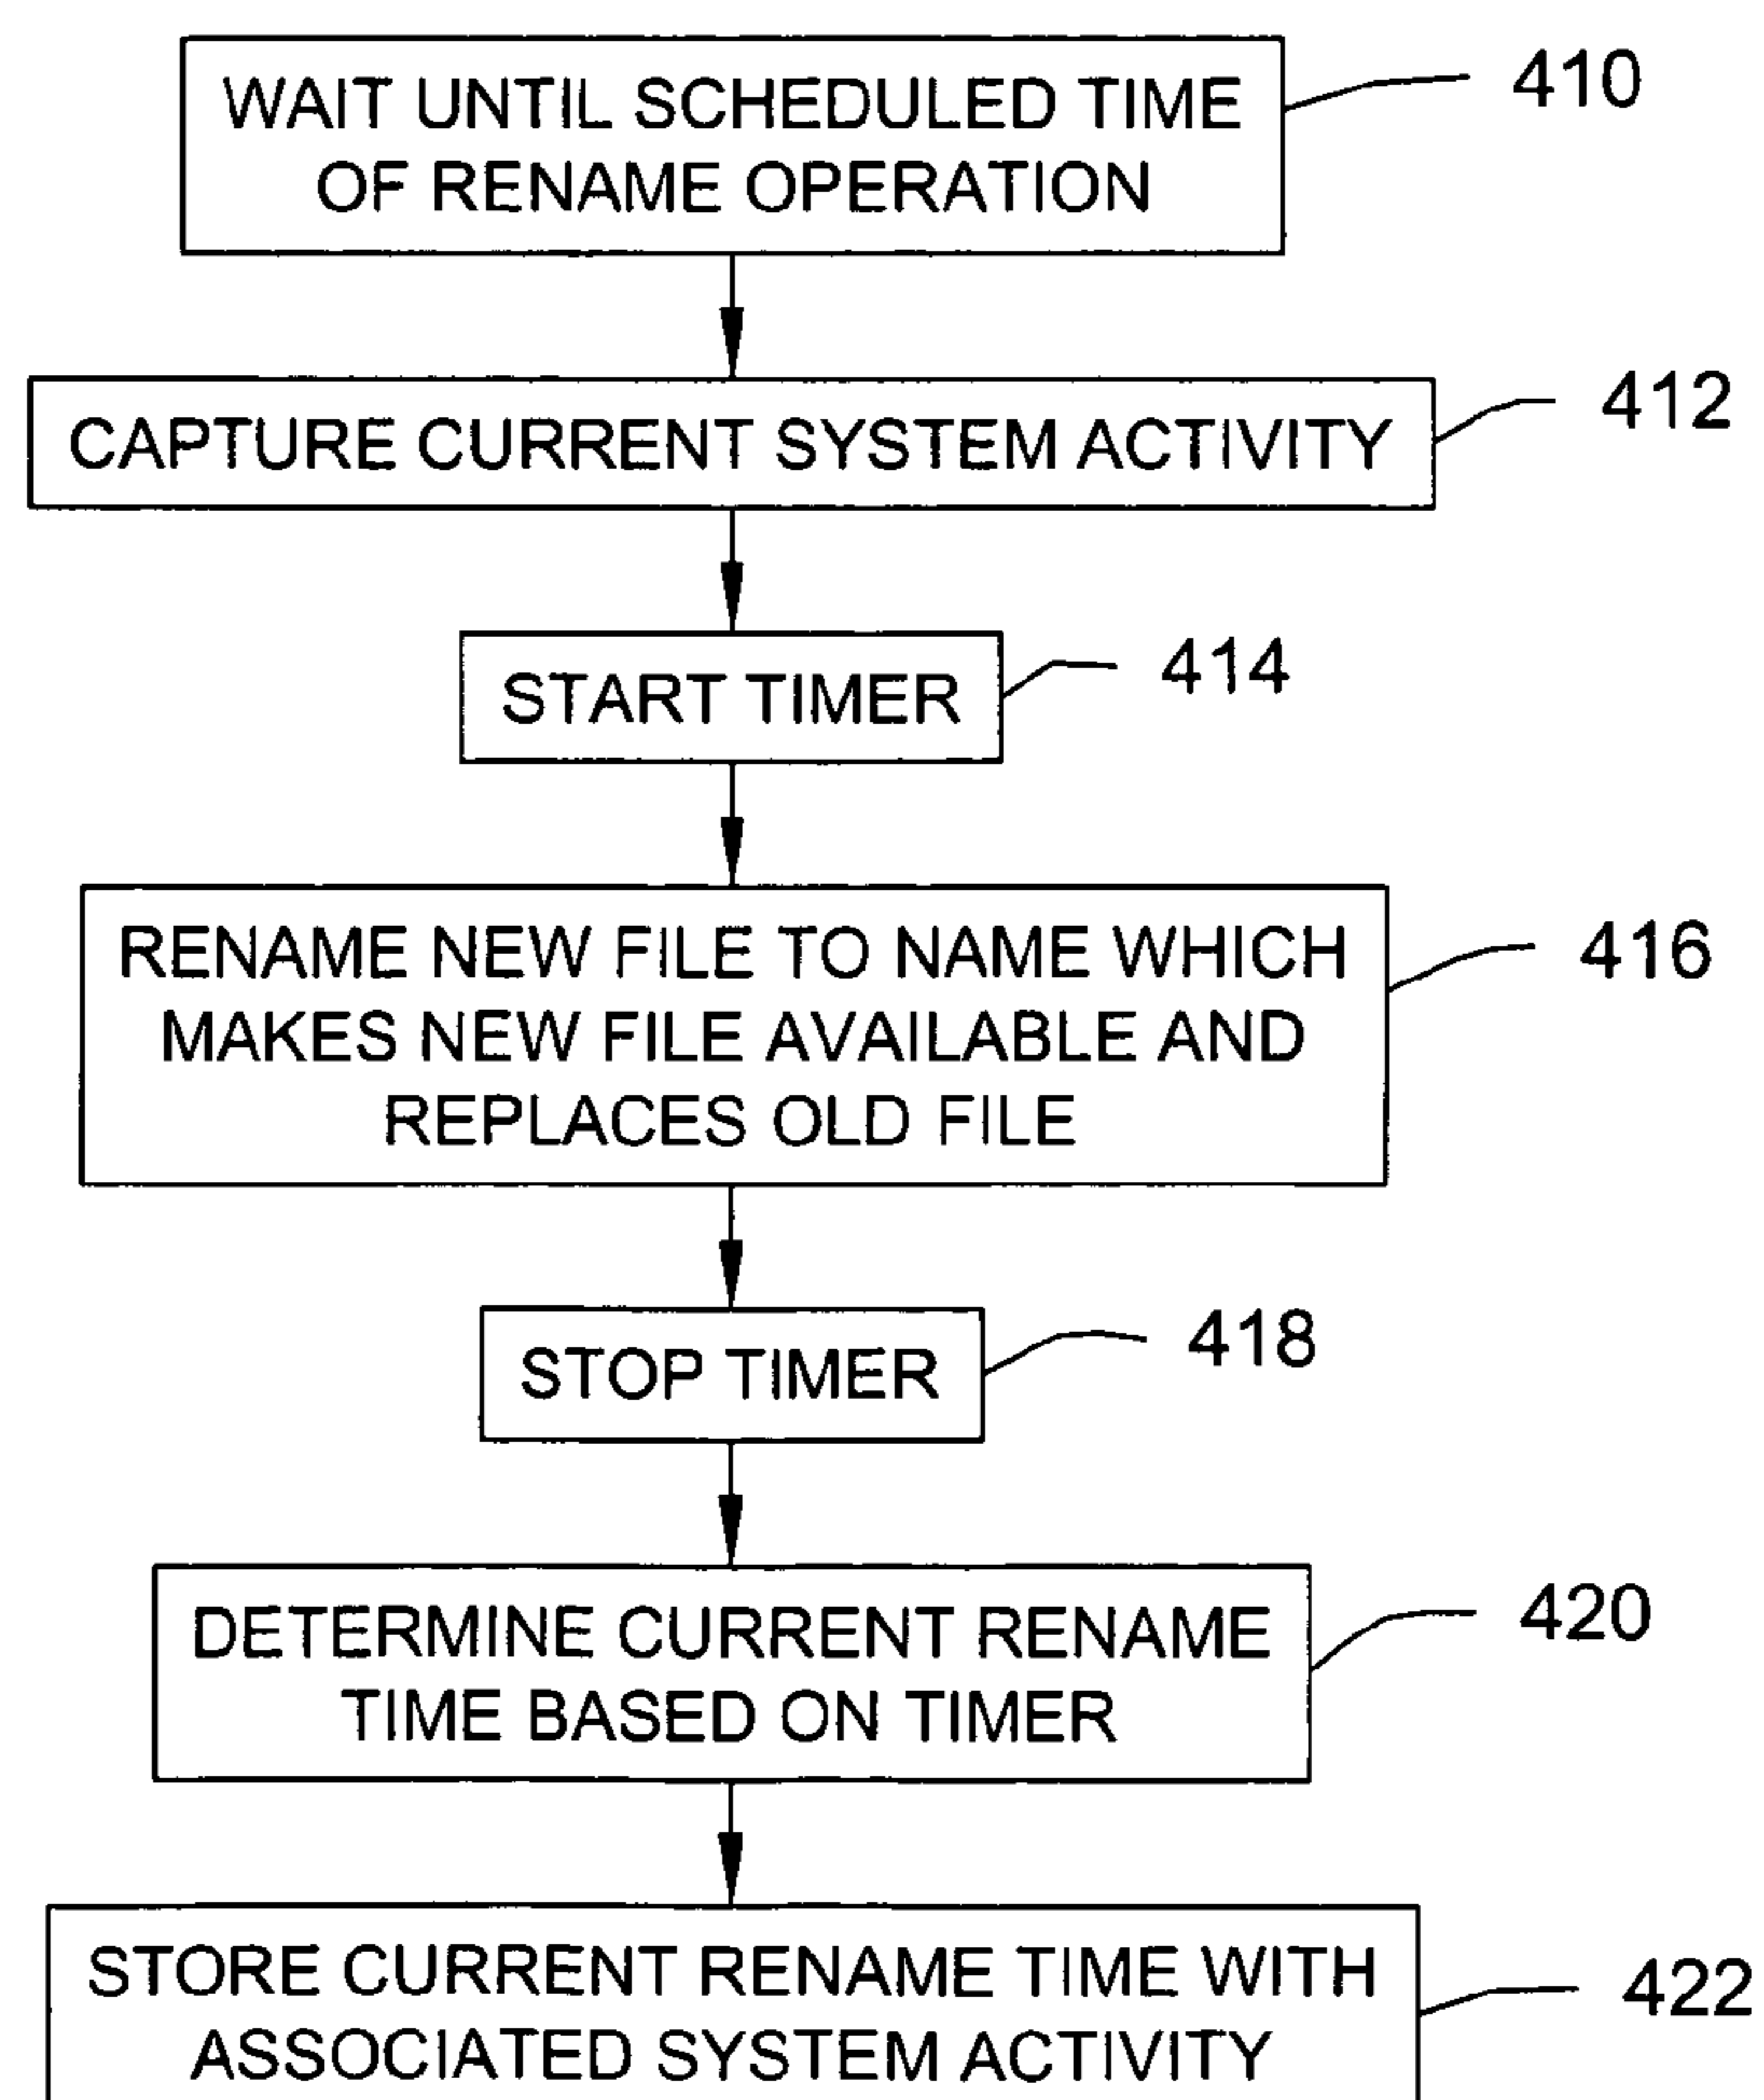 WAIT UNTIL SCHEDULED TIME
OF RENAME OPERATION
410
CAPTURE CURRENT SYSTEM ACTIVITY
412
START TIMER
414
RENAME NEW FILE TO NAME WHICH
MAKES NEW FILE AVAILABLE AND
REPLACES OLD FILE
416
STOP TIMER
418
DETERMINE CURRENT RENAME
TIME BASED ON TIMER
420
STORE CURRENT RENAME TIME WITH
ASSOCIATED SYSTEM ACTIVITY
422